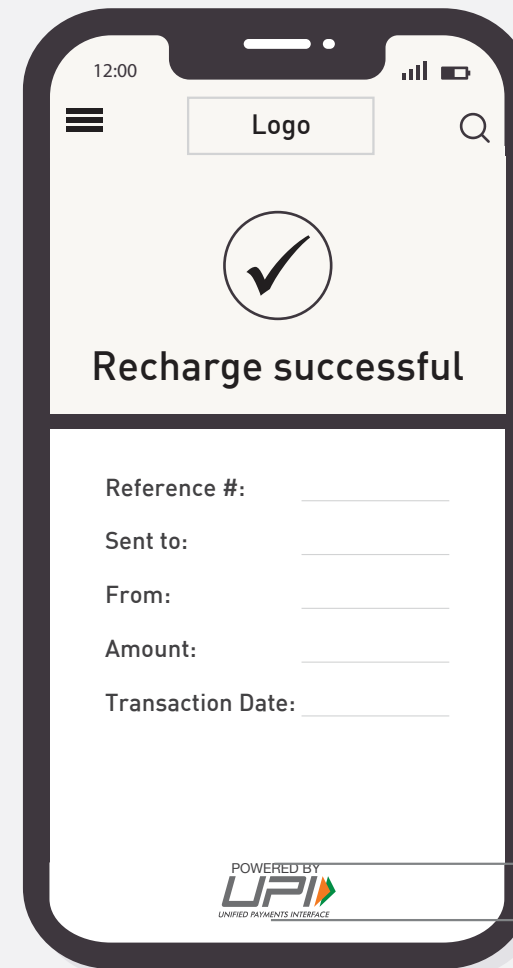 12:00
Logo
Recharge successful
Reference #:
Sent to:
From:
Amount:
Transaction Date:
POWERED BY
UPI
UNIFIED PAYMENTS INTERFACE